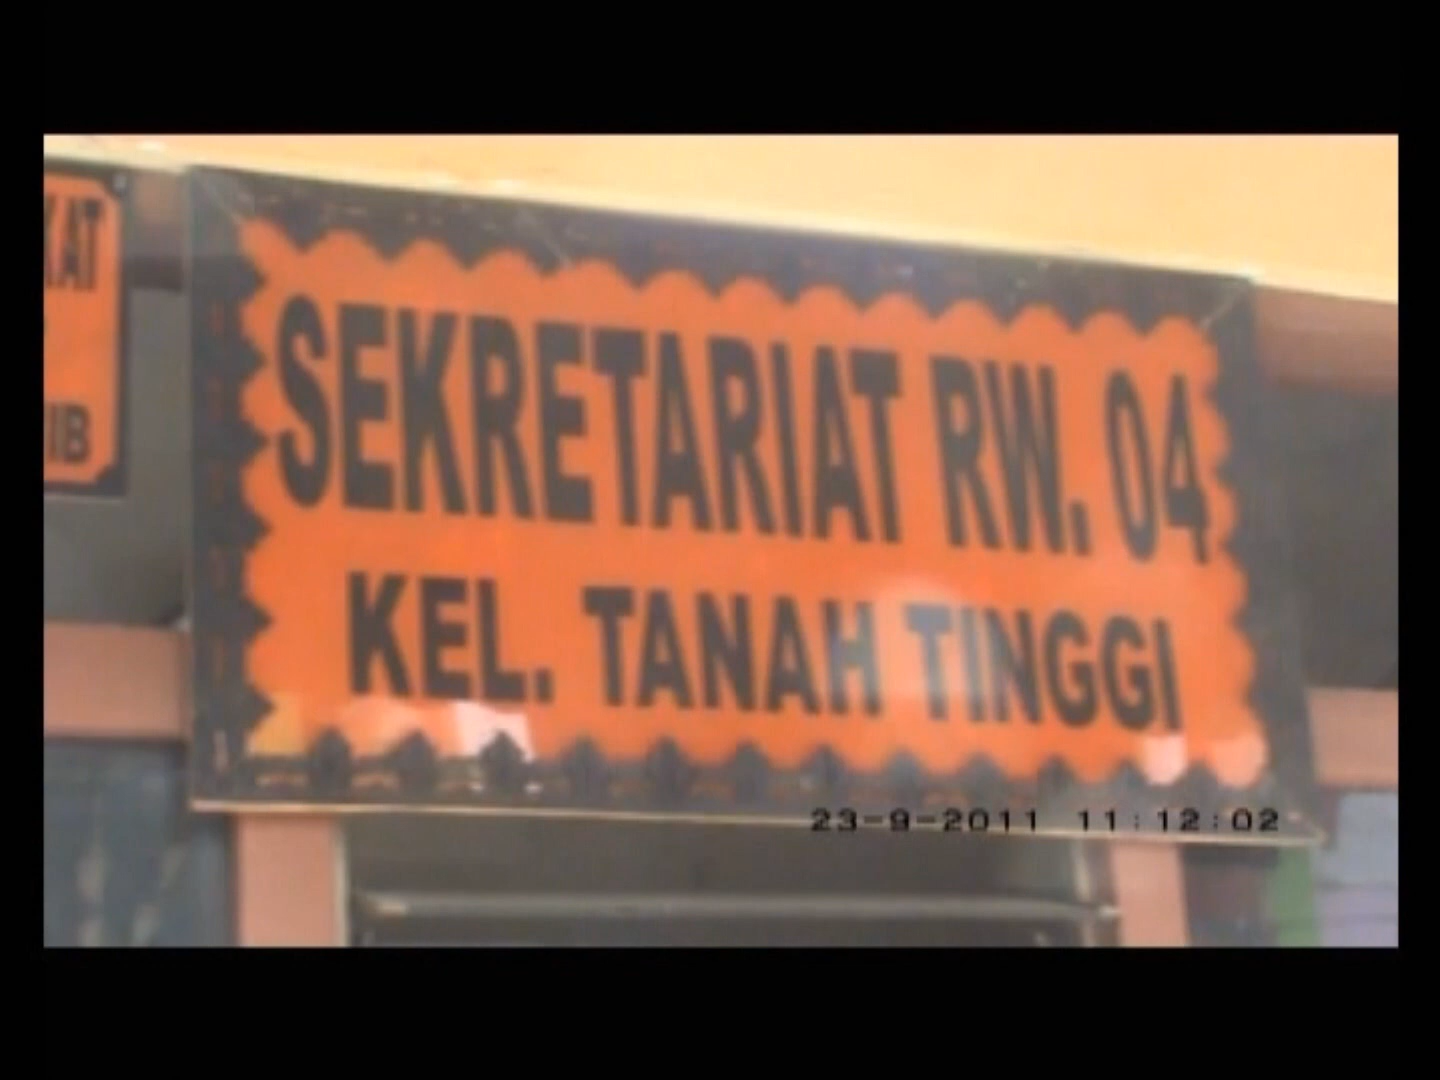 SEKRETARIAT RW. 04
KEL. TANAH TINGGI
23-9-2011 11:12:02